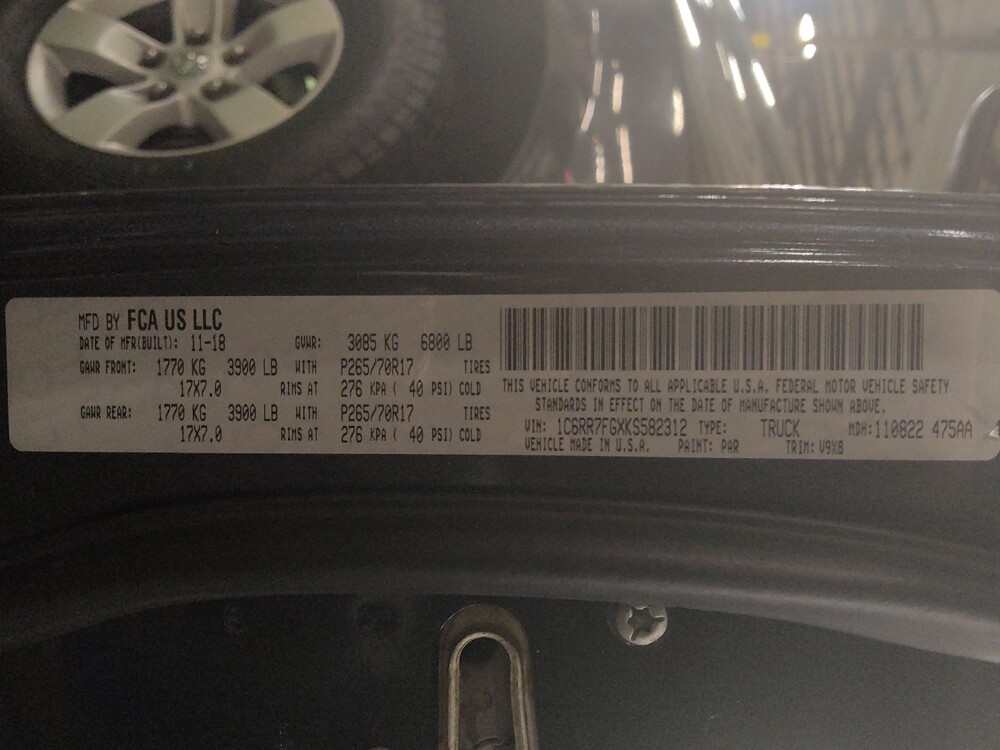 MFD BY FCA US LLC
DATE OF MFR(BUILT): 11-18 GVWR: 3085 KG 6800 LB
GAWR FRONT: 1770 KG 3900 LB WITH P265/70R17 TIRES
17X7.0 RIMS AT 276 KPA ( 40 PSI) COLD
GAWR REAR: 1770 KG 3900 LB WITH P265/70R17 TIRES
17X7.0 RIMS AT 276 KPA ( 40 PSI) COLD
THIS VEHICLE CONFORMS TO ALL APPLICABLE U.S.A. FEDERAL MOTOR VEHICLE SAFETY
STANDARDS IN EFFECT ON THE DATE OF MANUFACTURE SHOWN ABOVE.
VIN: 1C6RR7FGXKS582312 TYPE: TRUCK MDH:110822 475AA
VEHICLE MADE IN U.S.A. PAINT: PAR TRIM: V9X8